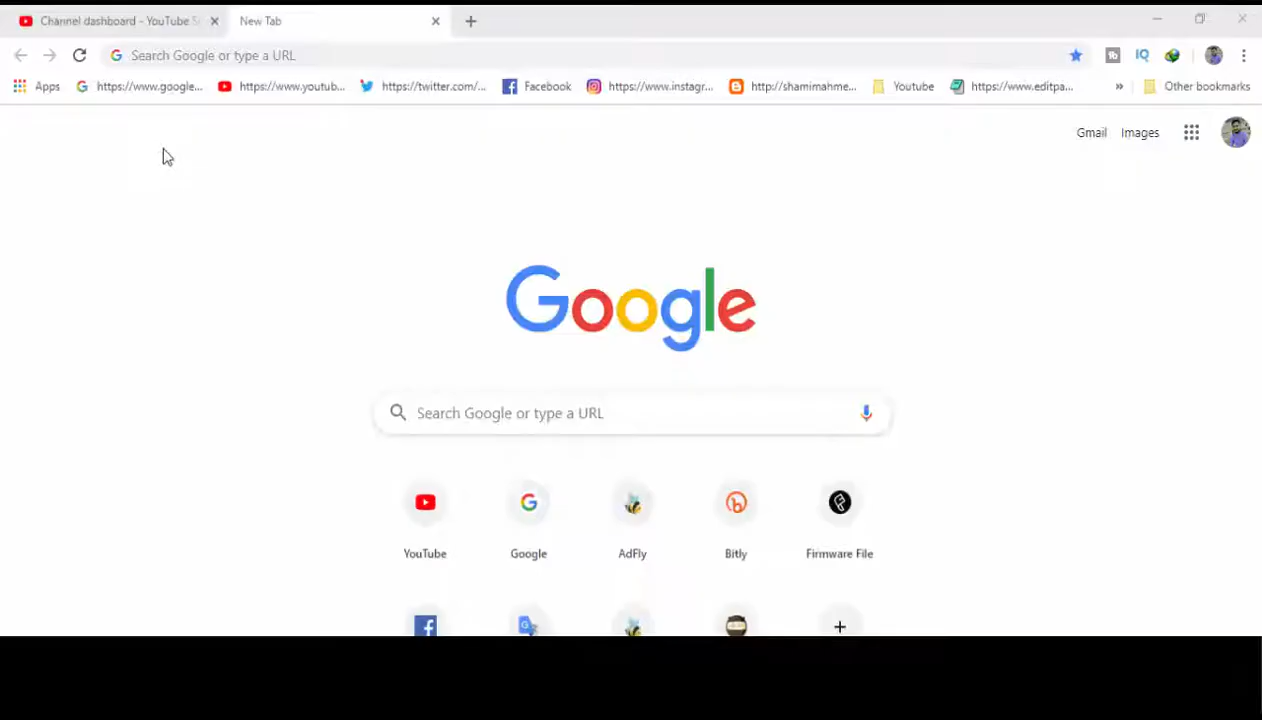 Channel dashboard - YouTube S
New Tab
Search Google or type a URL
Apps https://www.google... https://www.youtub... https://twitter.com/... Facebook https://www.instagr... http://shamimahme... Youtube https://www.editpa... » Other bookmarks
Gmail Images
Google
Search Google or type a URL
YouTube Google AdFly Bitly Firmware File